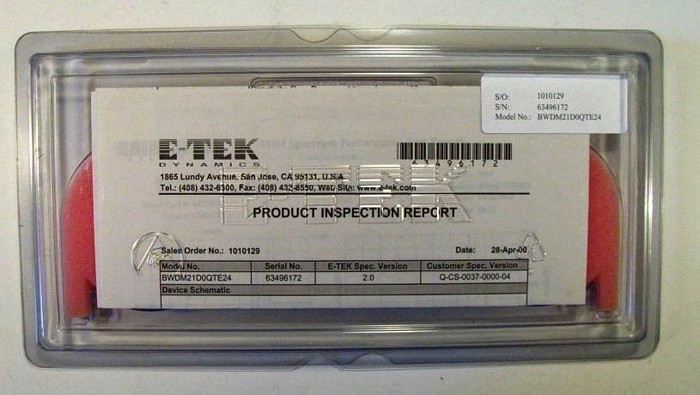 S/O: 1010129
S/N: 63496172
Model No.: BWDM21D0QTE24
E-TEK
DYNAMICS
63496172
1865 Lundy Avenue, San Jose, CA 95131, U.S.A
Tel.: (408) 432-6300, Fax: (408) 432-8550, Web Site: www.e-tek.com
E-TEK
PRODUCT INSPECTION REPORT
Sales Order No.: 1010129 Date: 28-Apr-00
Model No. Serial No. E-TEK Spec. Version Customer Spec. Version
BWDM21D0QTE24 63496172 2.0 Q-CS-0037-0000-04
Device Schematic